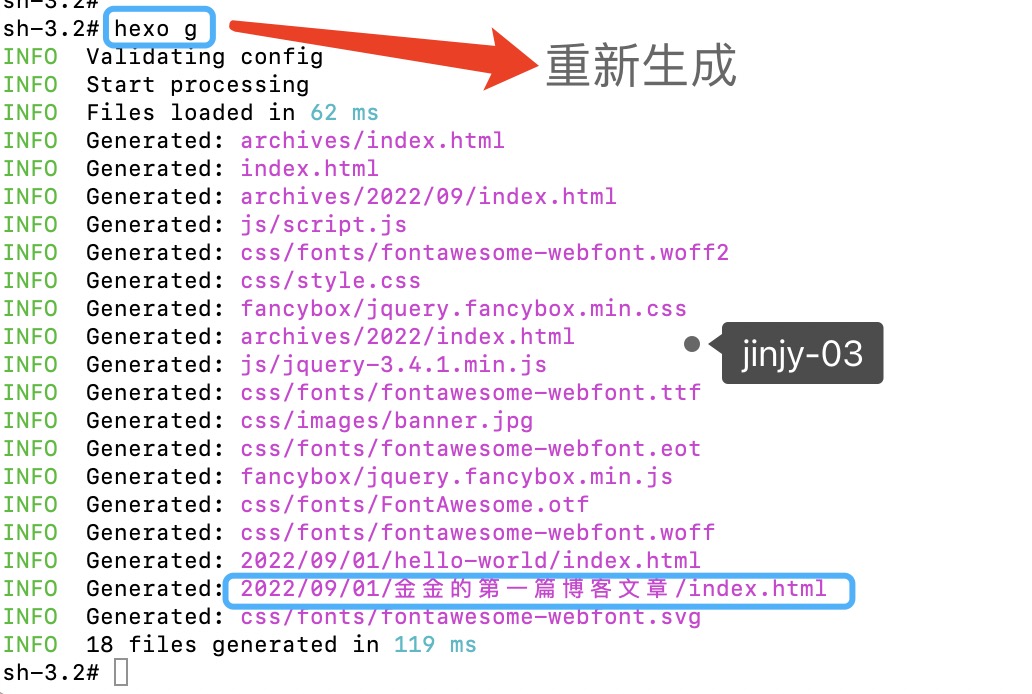 sh-3.2#
sh-3.2# hexo g
重新生成
INFO  Validating config
INFO  Start processing
INFO  Files loaded in 62 ms
INFO  Generated: archives/index.html
INFO  Generated: index.html
INFO  Generated: archives/2022/09/index.html
INFO  Generated: js/script.js
INFO  Generated: css/fonts/fontawesome-webfont.woff2
INFO  Generated: css/style.css
INFO  Generated: fancybox/jquery.fancybox.min.css
INFO  Generated: archives/2022/index.html
jinjy-03
INFO  Generated: js/jquery-3.4.1.min.js
INFO  Generated: css/fonts/fontawesome-webfont.ttf
INFO  Generated: css/images/banner.jpg
INFO  Generated: css/fonts/fontawesome-webfont.eot
INFO  Generated: fancybox/jquery.fancybox.min.js
INFO  Generated: css/fonts/FontAwesome.otf
INFO  Generated: css/fonts/fontawesome-webfont.woff
INFO  Generated: 2022/09/01/hello-world/index.html
INFO  Generated: 2022/09/01/金金的第一篇博客文章/index.html
INFO  Generated: css/fonts/fontawesome-webfont.svg
INFO  18 files generated in 119 ms
sh-3.2#